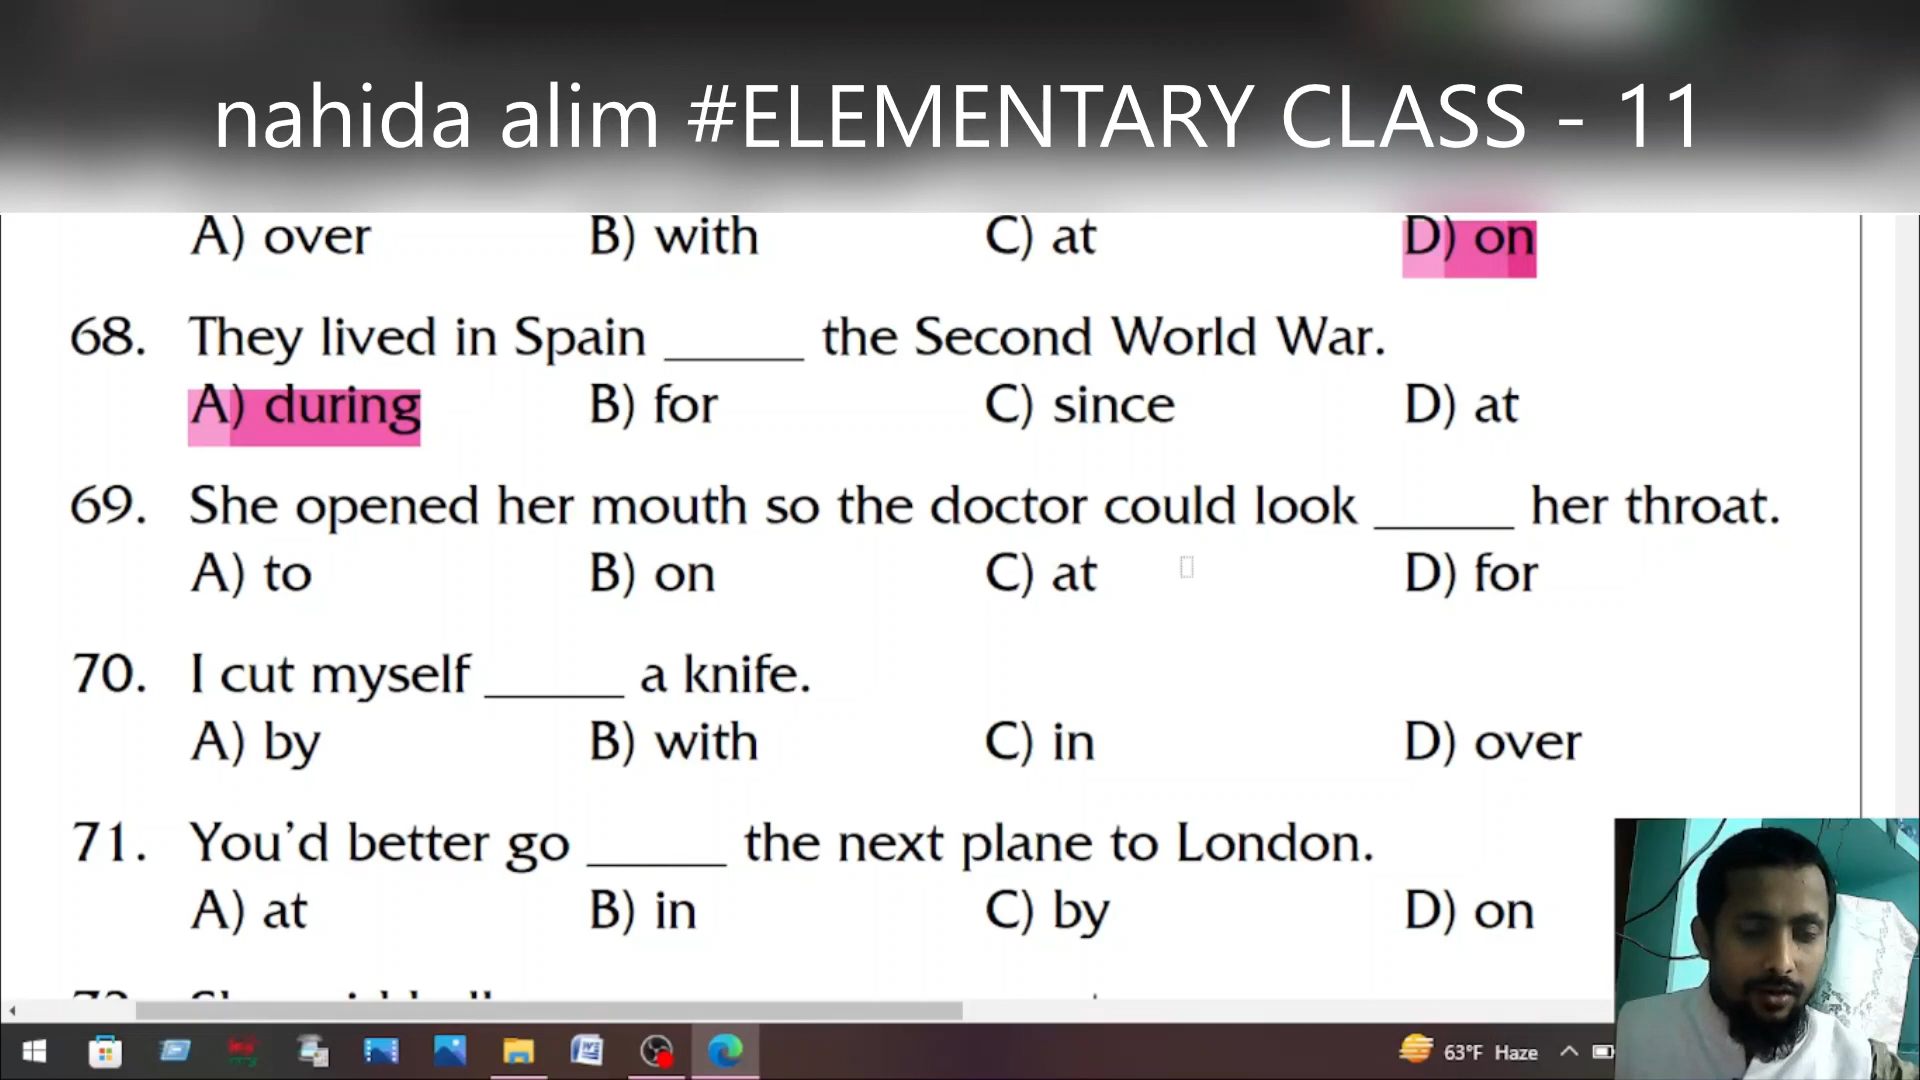 nahida alim #ELEMENTARY CLASS - 11
A) over B) with C) at D) on
68. They lived in Spain _____ the Second World War.
A) during B) for C) since D) at
69. She opened her mouth so the doctor could look _____ her throat.
A) to B) on C) at D) for
70. I cut myself _____ a knife.
A) by B) with C) in D) over
71. You'd better go _____ the next plane to London.
A) at B) in C) by D) on
63°F Haze